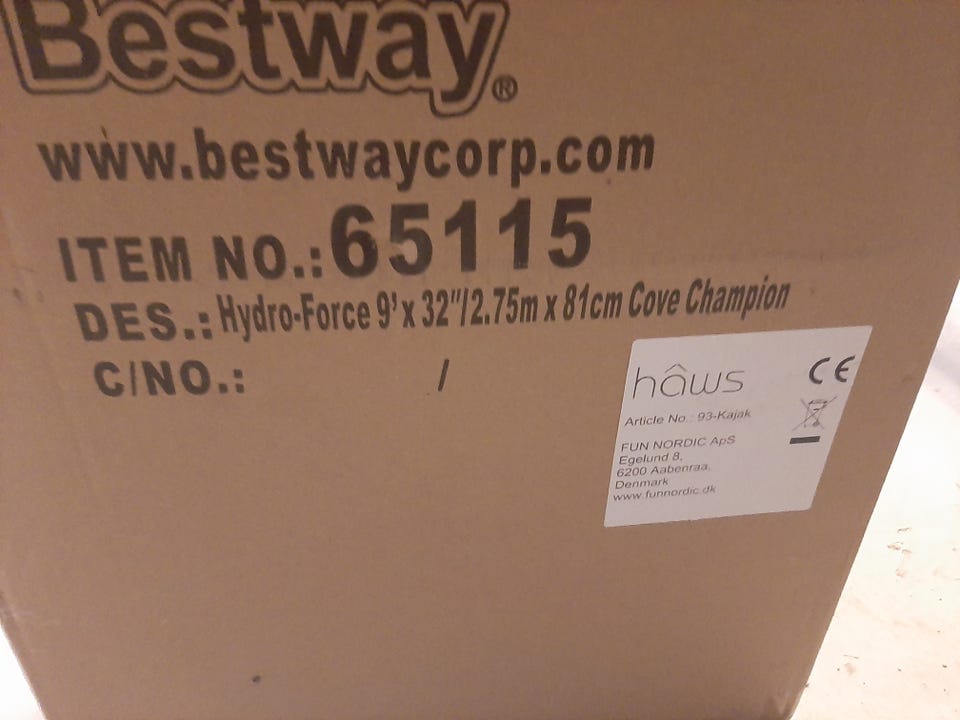 Bestway®
www.bestwaycorp.com
ITEM NO.:65115
DES.:Hydro-Force 9'x 32"/2.75m x 81cm Cove Champion
C/NO.: /
hâws
CE
Article No.: 93-Kajak
FUN NORDIC ApS
Egelund 8,
6200 Aabenraa,
Denmark
www.funnordic.dk